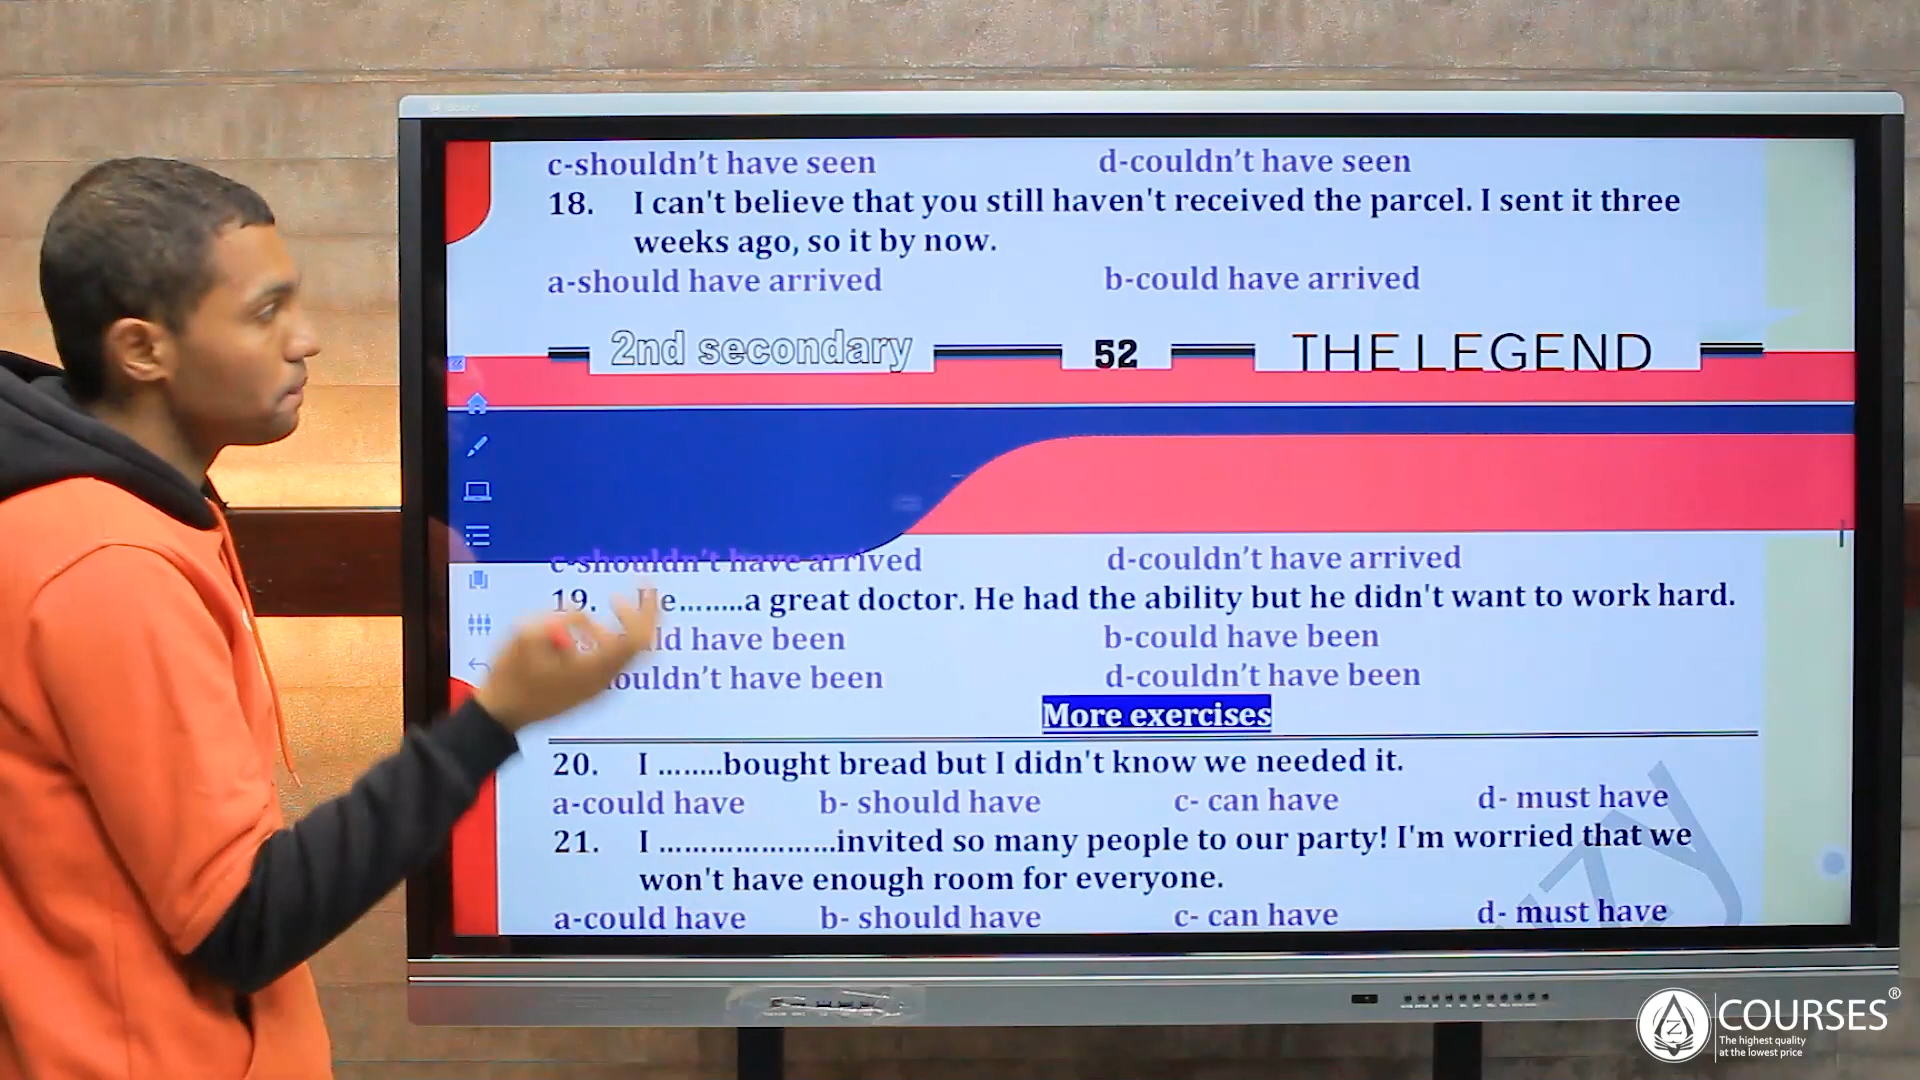 c-shouldn't have seen d-couldn't have seen
18. I can't believe that you still haven't received the parcel. I sent it three
weeks ago, so it by now.
a-should have arrived b-could have arrived
2nd secondary 52 THE LEGEND
c-shouldn't have arrived d-couldn't have arrived
19. He........a great doctor. He had the ability but he didn't want to work hard.
have been b-could have been
have been d-couldn't have been
More exercises
20. I ........bought bread but I didn't know we needed it.
a-could have b- should have c- can have d- must have
21. I .....................invited so many people to our party! I'm worried that we
won't have enough room for everyone.
a-could have b- should have c- can have d- must have
COURSES®
The highest quality
at the lowest price